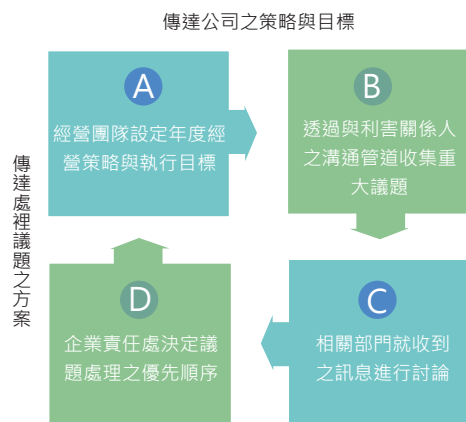 傳達公司之策略與目標
A
經營團隊設定年度經
營策略與執行目標
B
透過與利害關係人
之溝通管道收集重
大議題
傳達處裡議題之方案
D
企業責任處決定議
題處理之優先順序
C
相關部門就收到
之訊息進行討論